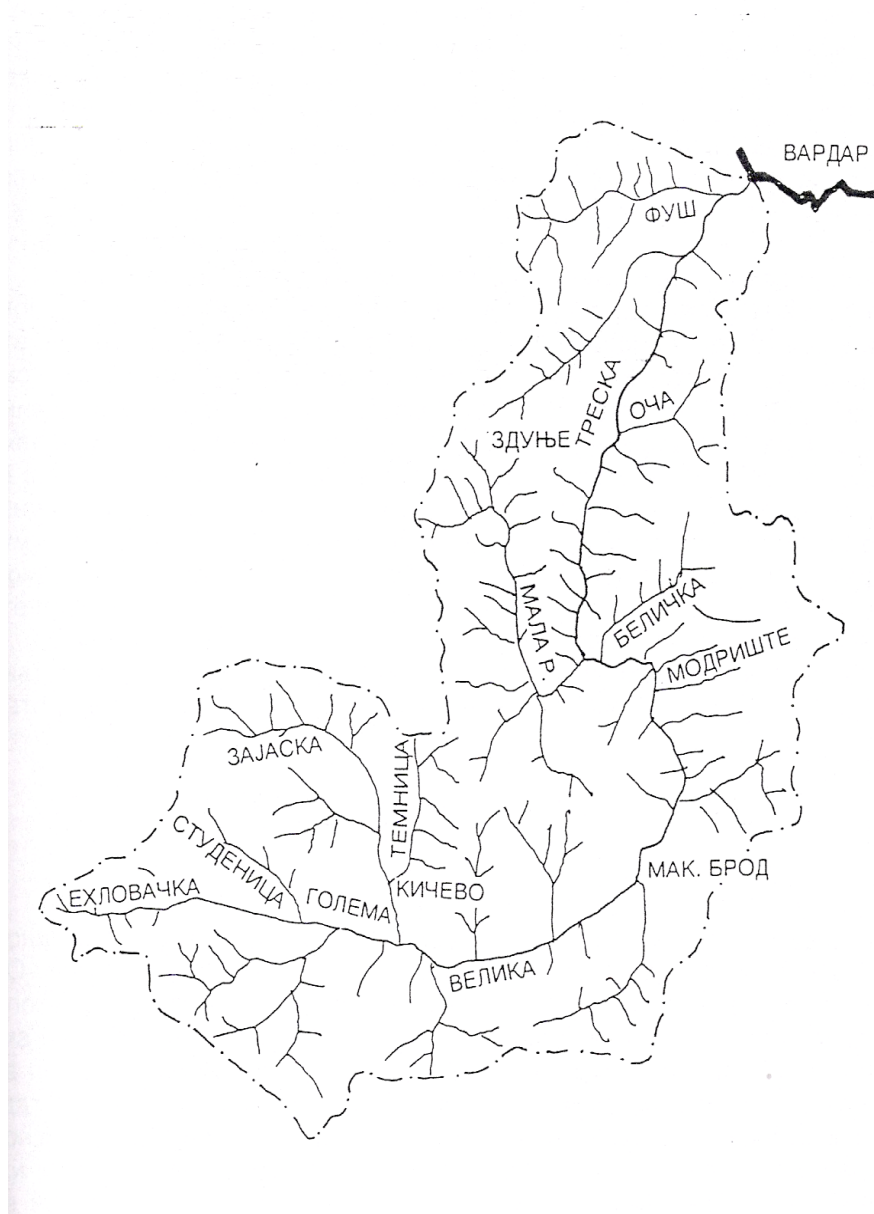 ВАРДАР
ФУШ
ТРЕСКА
ОЧА
ЗДУЊЕ
МАЛА Р.
БЕЛИЧКА
МОДРИШТЕ
ЗАЈАСКА
ТЕМНИЦА
СТУДЕНИЦА
ЕХЛОВАЧКА
ГОЛЕМА
КИЧЕВО
МАК. БРОД
ВЕЛИКА